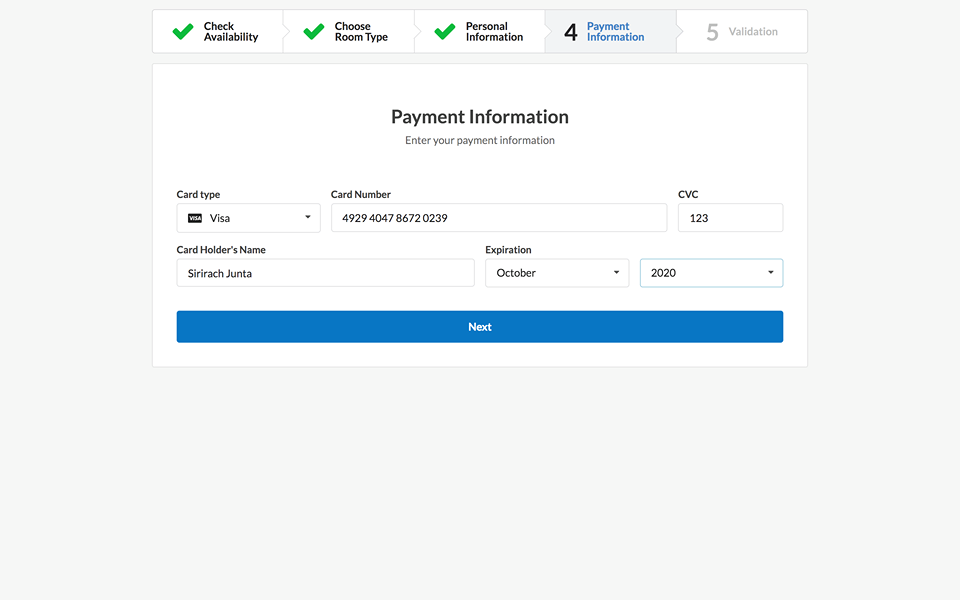 Check
Availability
Choose
Room Type
Personal
Information
4
Payment
Information
5
Validation
Payment Information
Enter your payment information
Card type
Card Number
CVC
VISA
Visa
4929 4047 8672 0239
123
Card Holder's Name
Expiration
Sirirach Junta
October
2020
Next